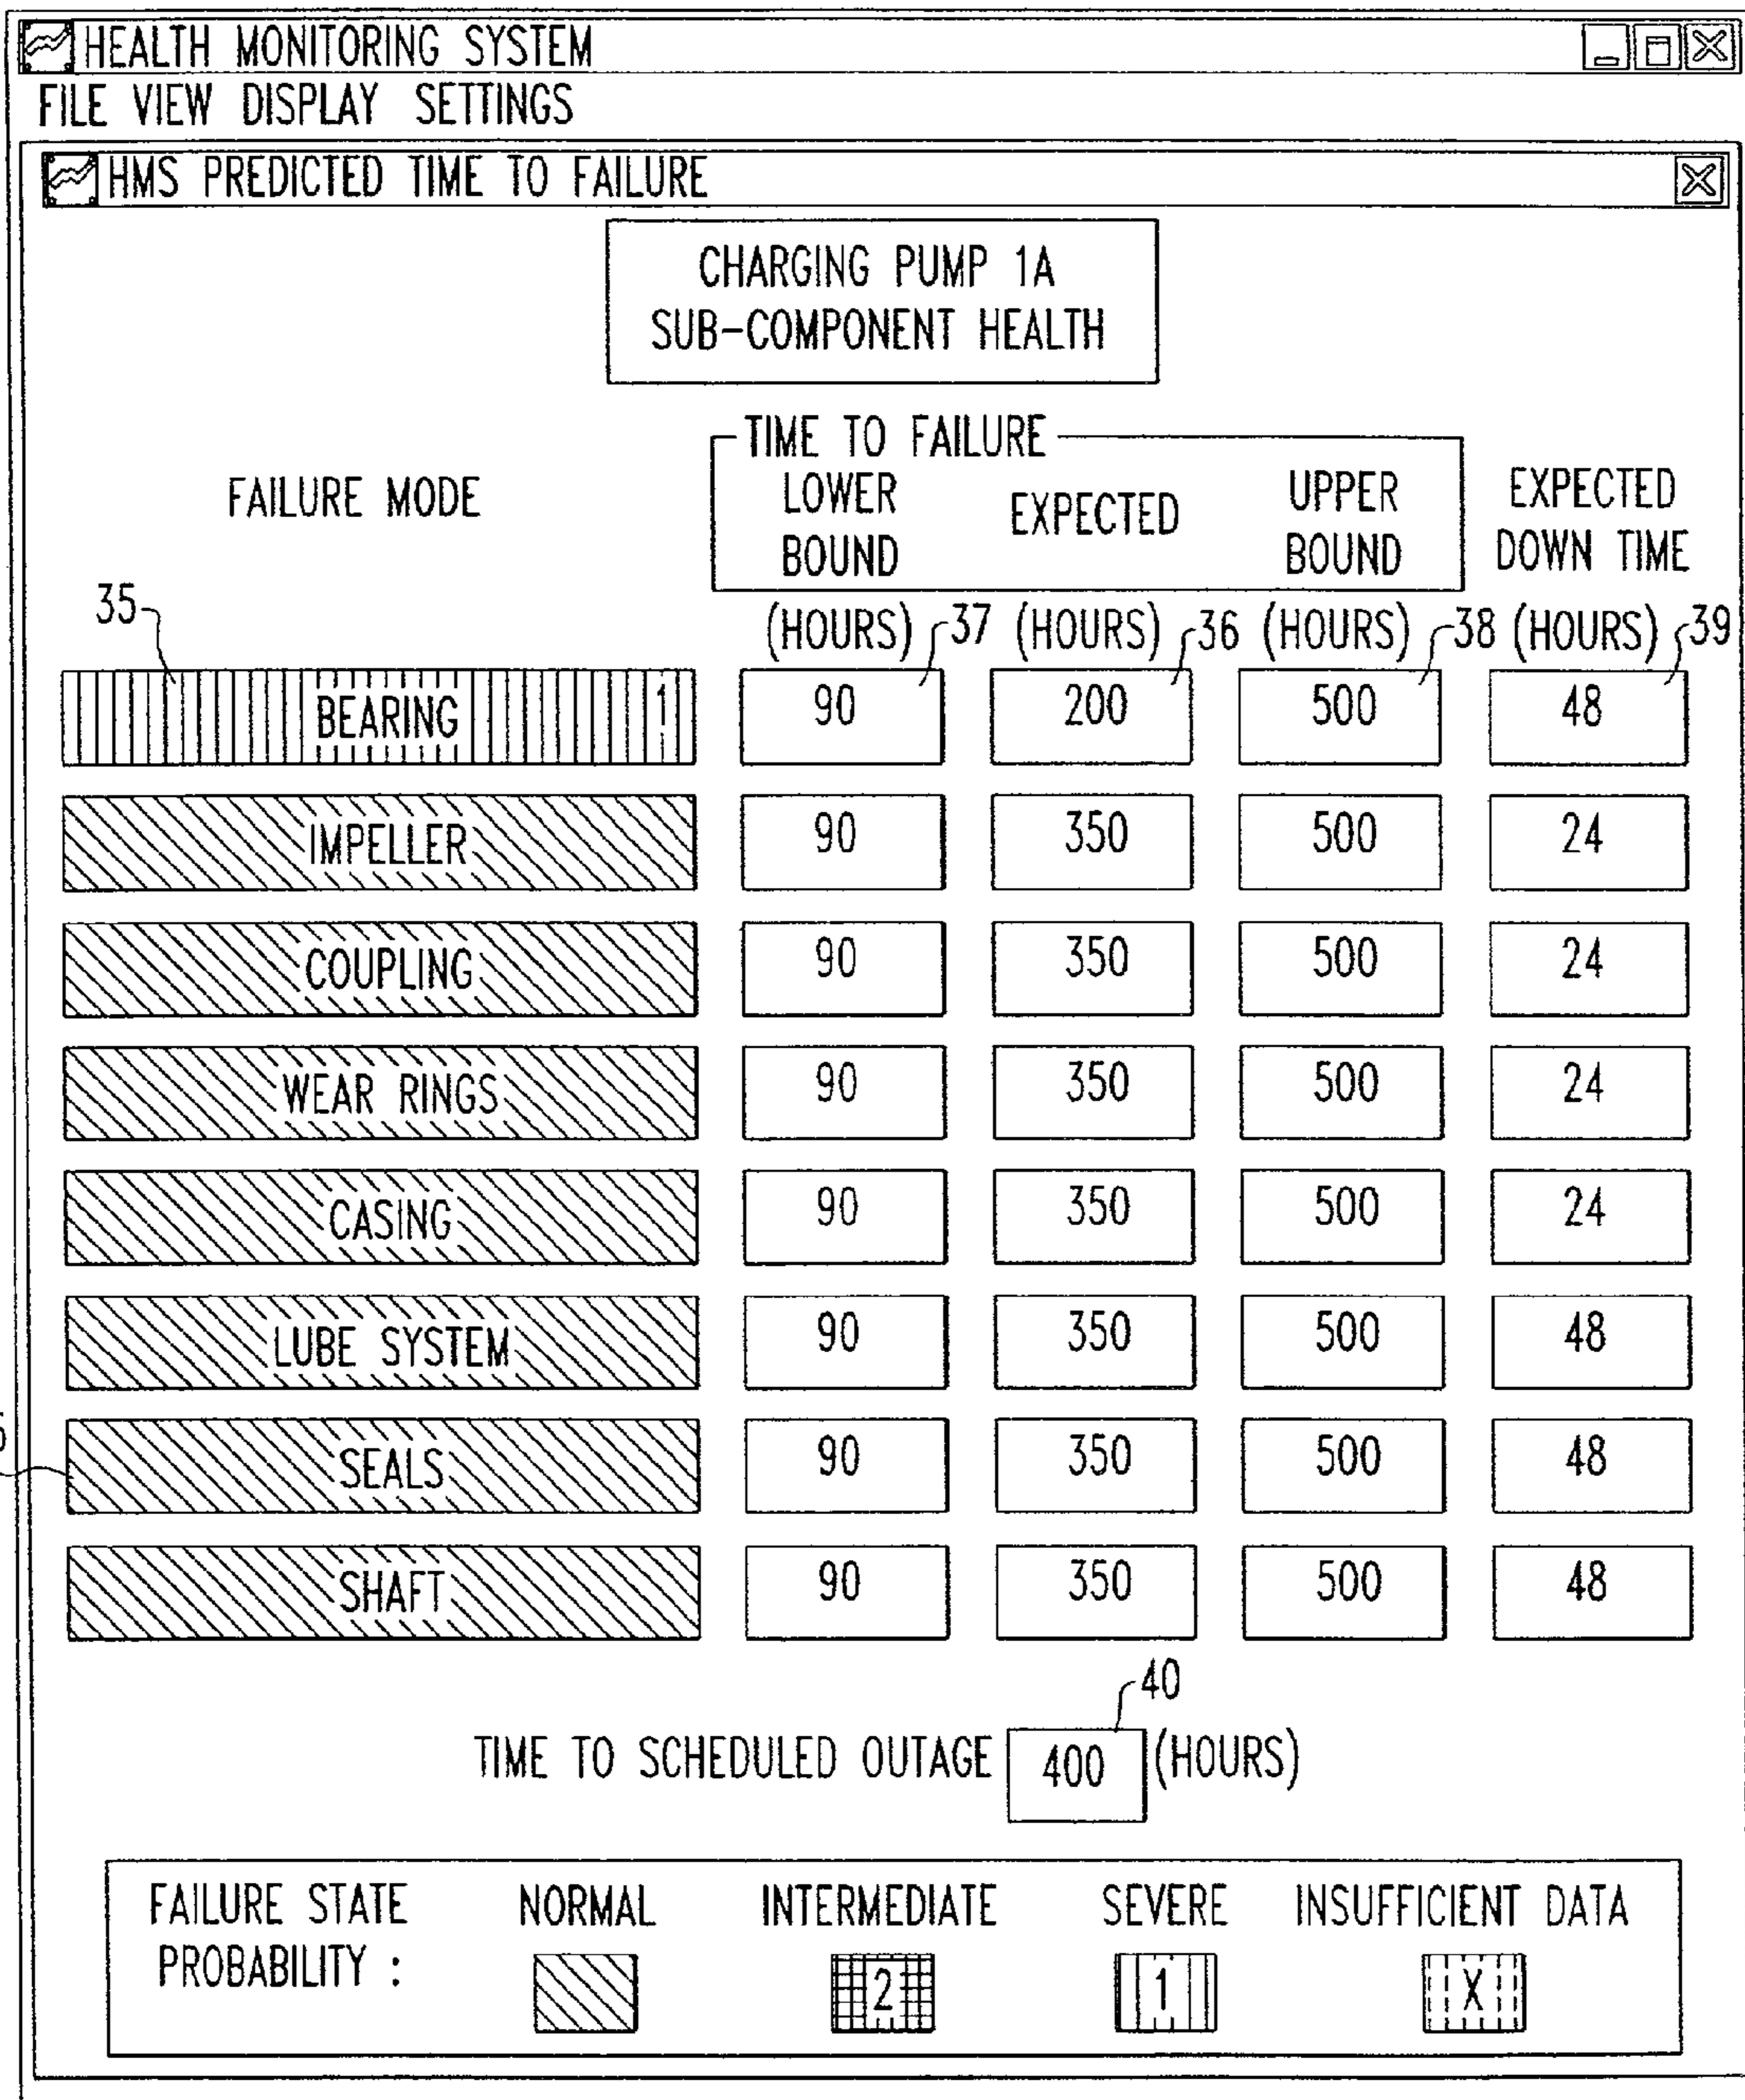 HEALTH MONITORING SYSTEM
FILE VIEW DISPLAY SETTINGS
HMS PREDICTED TIME TO FAILURE
CHARGING PUMP 1A
SUB-COMPONENT HEALTH
TIME TO FAILURE
FAILURE MODE
LOWER BOUND
EXPECTED
UPPER BOUND
EXPECTED DOWN TIME
35
(HOURS) 37 (HOURS) 36 (HOURS) 38 (HOURS) 39
BEARING 1 90 200 500 48
IMPELLER 90 350 500 24
COUPLING 90 350 500 24
WEAR RINGS 90 350 500 24
CASING 90 350 500 24
LUBE SYSTEM 90 350 500 48
SEALS 90 350 500 48
SHAFT 90 350 500 48
40
TIME TO SCHEDULED OUTAGE 400 (HOURS)
FAILURE STATE NORMAL INTERMEDIATE SEVERE INSUFFICIENT DATA
PROBABILITY : 2 1 X